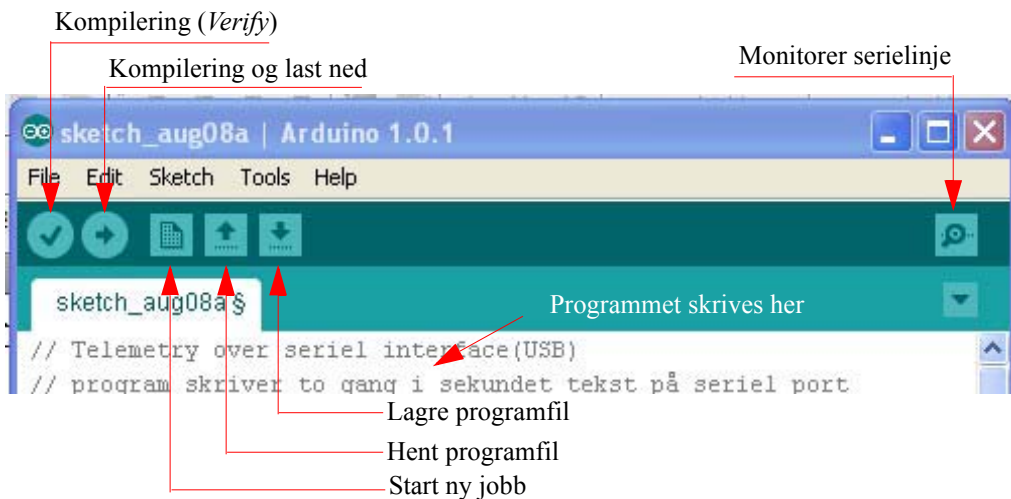 Kompilering (Verify)
Kompilering og last ned
Monitorer serielinje
sketch_aug08a | Arduino 1.0.1
File Edit Sketch Tools Help
sketch_aug08a §
Programmet skrives her
// Telemetry over seriel interface(USB)
// program skriver to gang i sekundet tekst på seriel port
Lagre programfil
Hent programfil
Start ny jobb